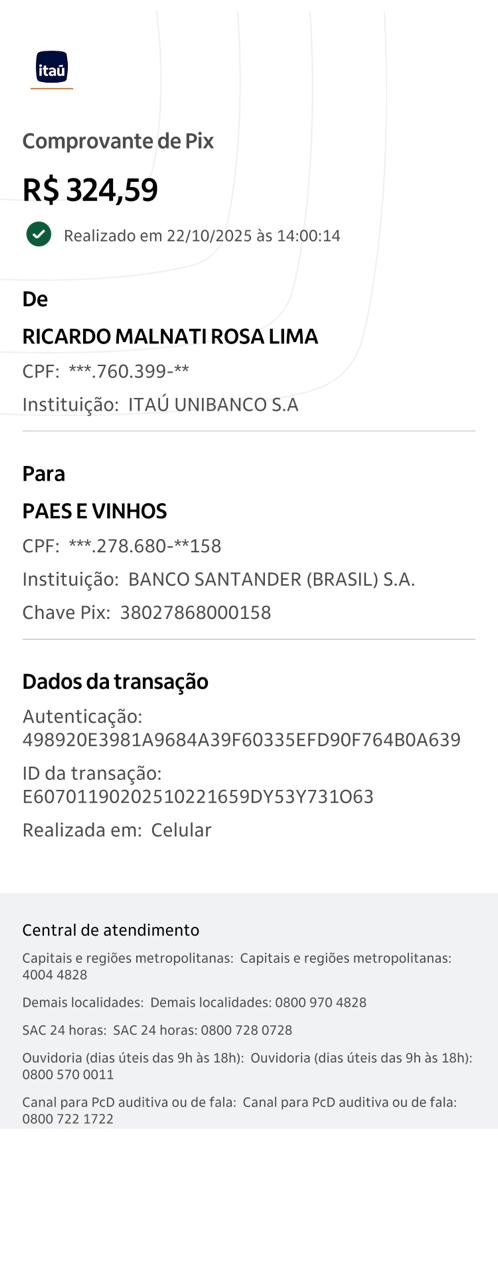 itaú
Comprovante de Pix
R$ 324,59
Realizado em 22/10/2025 às 14:00:14
De
RICARDO MALNATI ROSA LIMA
CPF: ***.760.399-**
Instituição: ITAÚ UNIBANCO S.A
Para
PAES E VINHOS
CPF: ***.278.680-**158
Instituição: BANCO SANTANDER (BRASIL) S.A.
Chave Pix: 38027868000158
Dados da transação
Autenticação:
498920E3981A9684A39F60335EFD90F764B0A639
ID da transação:
E60701190202510221659DY53Y731O63
Realizada em: Celular
Central de atendimento
Capitais e regiões metropolitanas: Capitais e regiões metropolitanas:
4004 4828
Demais localidades: Demais localidades: 0800 970 4828
SAC 24 horas: SAC 24 horas: 0800 728 0728
Ouvidoria (dias úteis das 9h às 18h): Ouvidoria (dias úteis das 9h às 18h):
0800 570 0011
Canal para PcD auditiva ou de fala: Canal para PcD auditiva ou de fala:
0800 722 1722